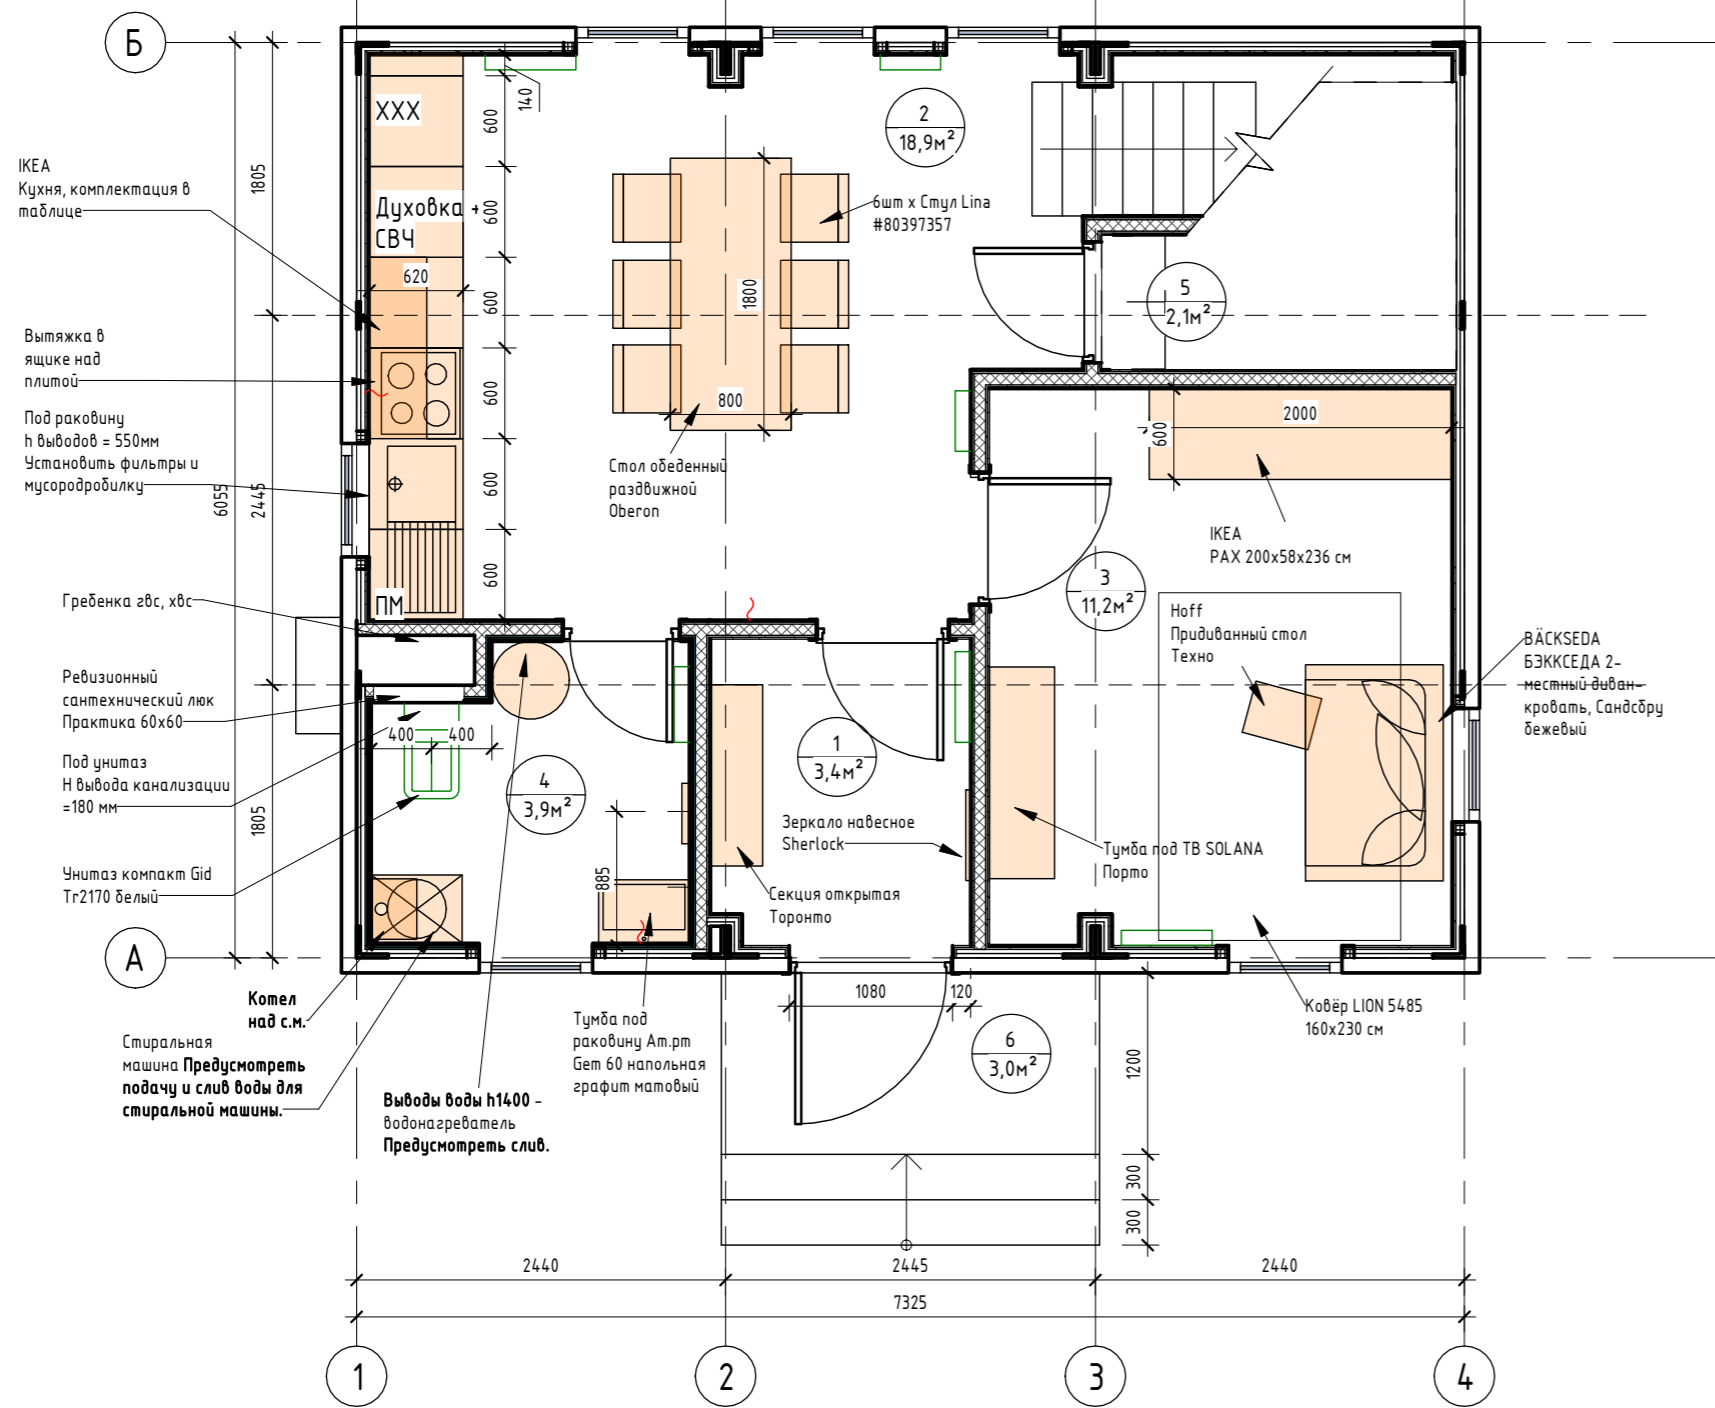 Б
140
ХХХ
600
2
18,9м²
IKEA
Кухня, комплектация в
таблице
1805
Духовка +
СВЧ
600
6шт х Стул Lina
#80397357
620
600
1800
5
2,1м²
Вытяжка в
ящике над
плитой
600
800
2000
600
Под раковину
h выводов = 550мм
Установить фильтры и
мусородробилку
6055
2445
600
Стол обеденный
раздвижной
Oberon
IKEA
PAX 200x58x236 см
600
ПМ
3
11,2м²
Гребенка гвс, хвс
Hoff
Придиванный стол
Техно
BÄCKSEDA
БЭККСЕДА 2-
местный диван-
кровать, Сандсбру
бежевый
Ревизионный
сантехнический люк
Практика 60х60
400
400
1
3,4м²
Под унитаз
Н вывода канализации
=180 мм
4
3,9м²
1805
Зеркало навесное
Sherlock
Тумба под ТВ SOLANA
Порто
Унитаз компакт Gid
Tr2170 белый
885
Секция открытая
Торонто
А
Котел
над с.м.
1080
120
Ковёр LION 5485
160х230 см
Стиральная
машина Предусмотреть
подачу и слив воды для
стиральной машины.
Тумба под
раковину Am.pm
Gem 60 напольная
графит матовый
6
3,0м²
1200
Выводы воды h1400 -
водонагреватель
Предусмотреть слив.
300
300
2440
2445
2440
7325
1
2
3
4